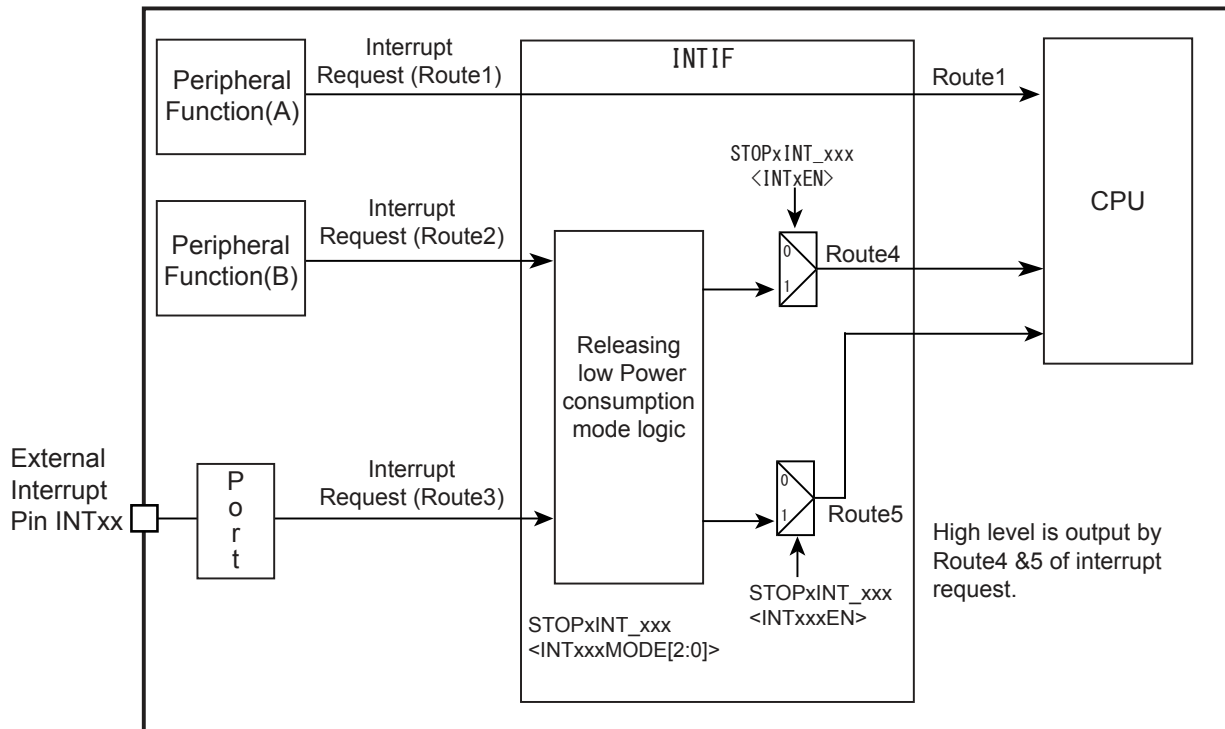 Peripheral
Function(A)
Interrupt
Request (Route1)
INTIF
Route1
CPU
STOPxINT_xxx
<INTxEN>
0
1
Route4
Peripheral
Function(B)
Interrupt
Request (Route2)
Releasing
low Power
consumption
mode logic
External
Interrupt
Pin INTxx
P
o
r
t
Interrupt
Request (Route3)
0
1
Route5
STOPxINT_xxx
<INTxxxEN>
STOPxINT_xxx
<INTxxxMODE[2:0]>
High level is output by
Route4 &5 of interrupt
request.